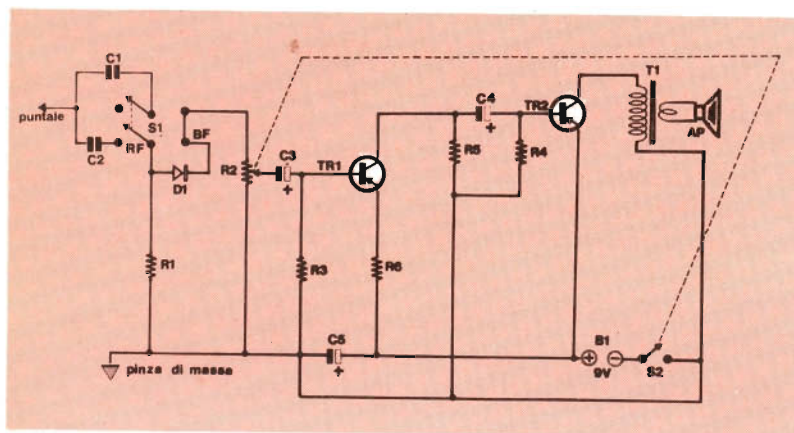 C1
puntale
S1
BF
C2
RF
D1
R1
R2
C3
+
TR1
R3
R6
C5
+
R5
C4
+
R4
TR2
T1
AP
B1
+
-
9V
S2
pinza di massa